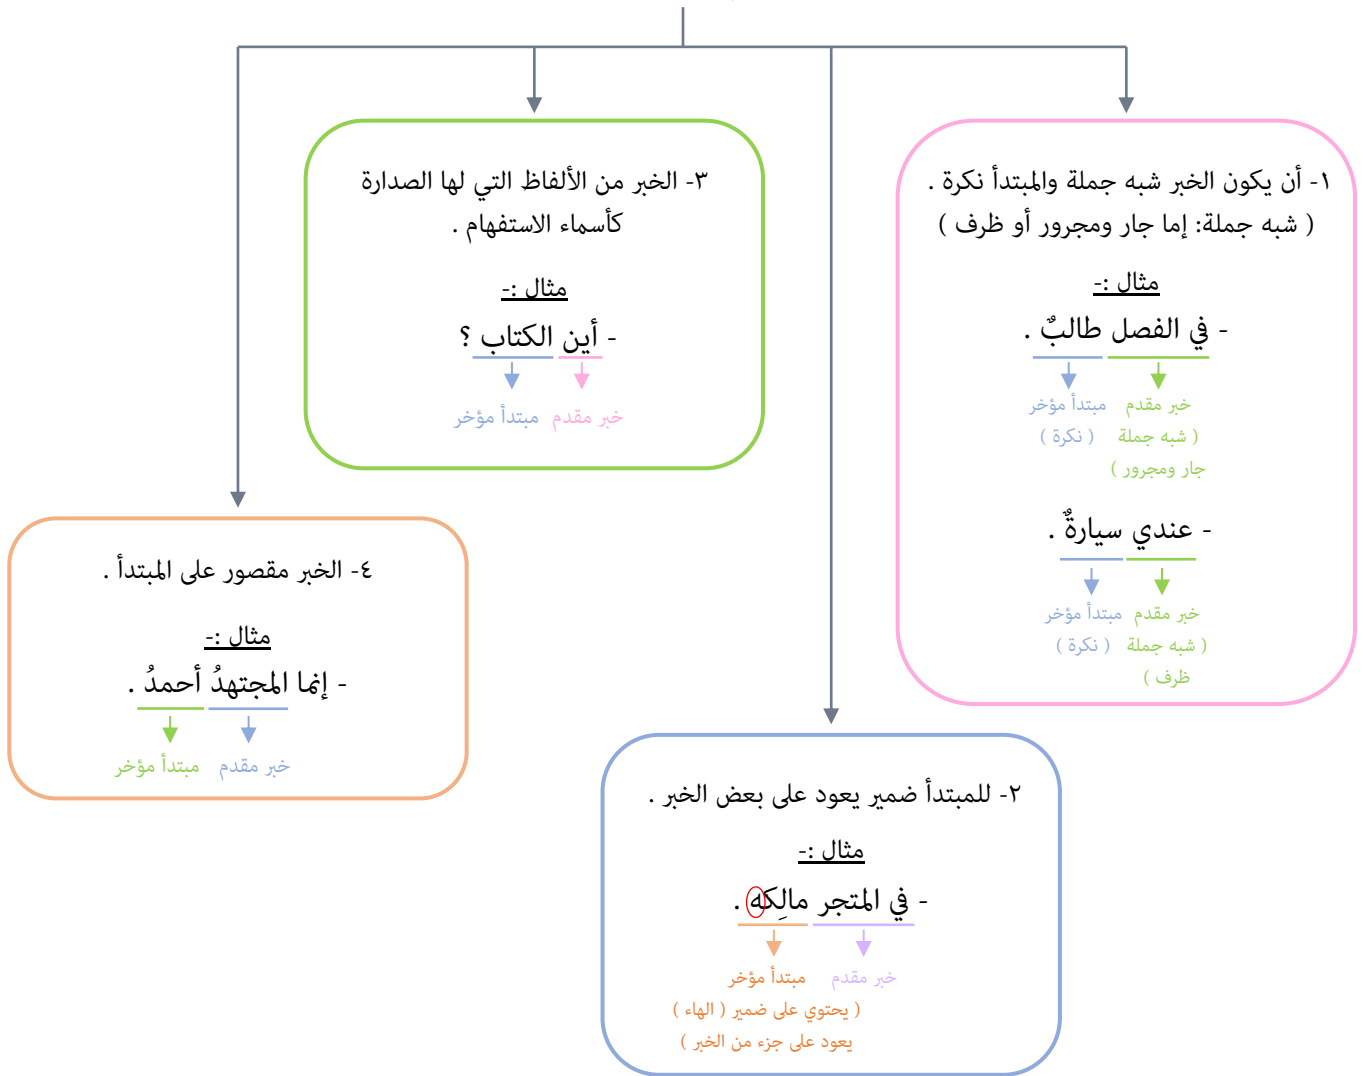 ١- أن يكون الخبر شبه جملة والمبتدأ نكرة .
( شبه جملة: إما جار ومجرور أو ظرف )
مثال :-
- في الفصل طالبٌ .
خبر مقدم مبتدأ مؤخر
( شبه جملة ( نكرة )
جار ومجرور )
- عندي سيارةٌ .
خبر مقدم مبتدأ مؤخر
( شبه جملة ( نكرة )
ظرف )
٢- للمبتدأ ضمير يعود على بعض الخبر .
مثال :-
- في المتجر مالِكه .
خبر مقدم مبتدأ مؤخر
( يحتوي على ضمير ( الهاء )
يعود على جزء من الخبر )
٣- الخبر من الألفاظ التي لها الصدارة
كأسماء الاستفهام .
مثال :-
- أين الكتاب ؟
خبر مقدم مبتدأ مؤخر
٤- الخبر مقصور على المبتدأ .
مثال :-
- إنما المجتهدُ أحمدُ .
خبر مقدم مبتدأ مؤخر